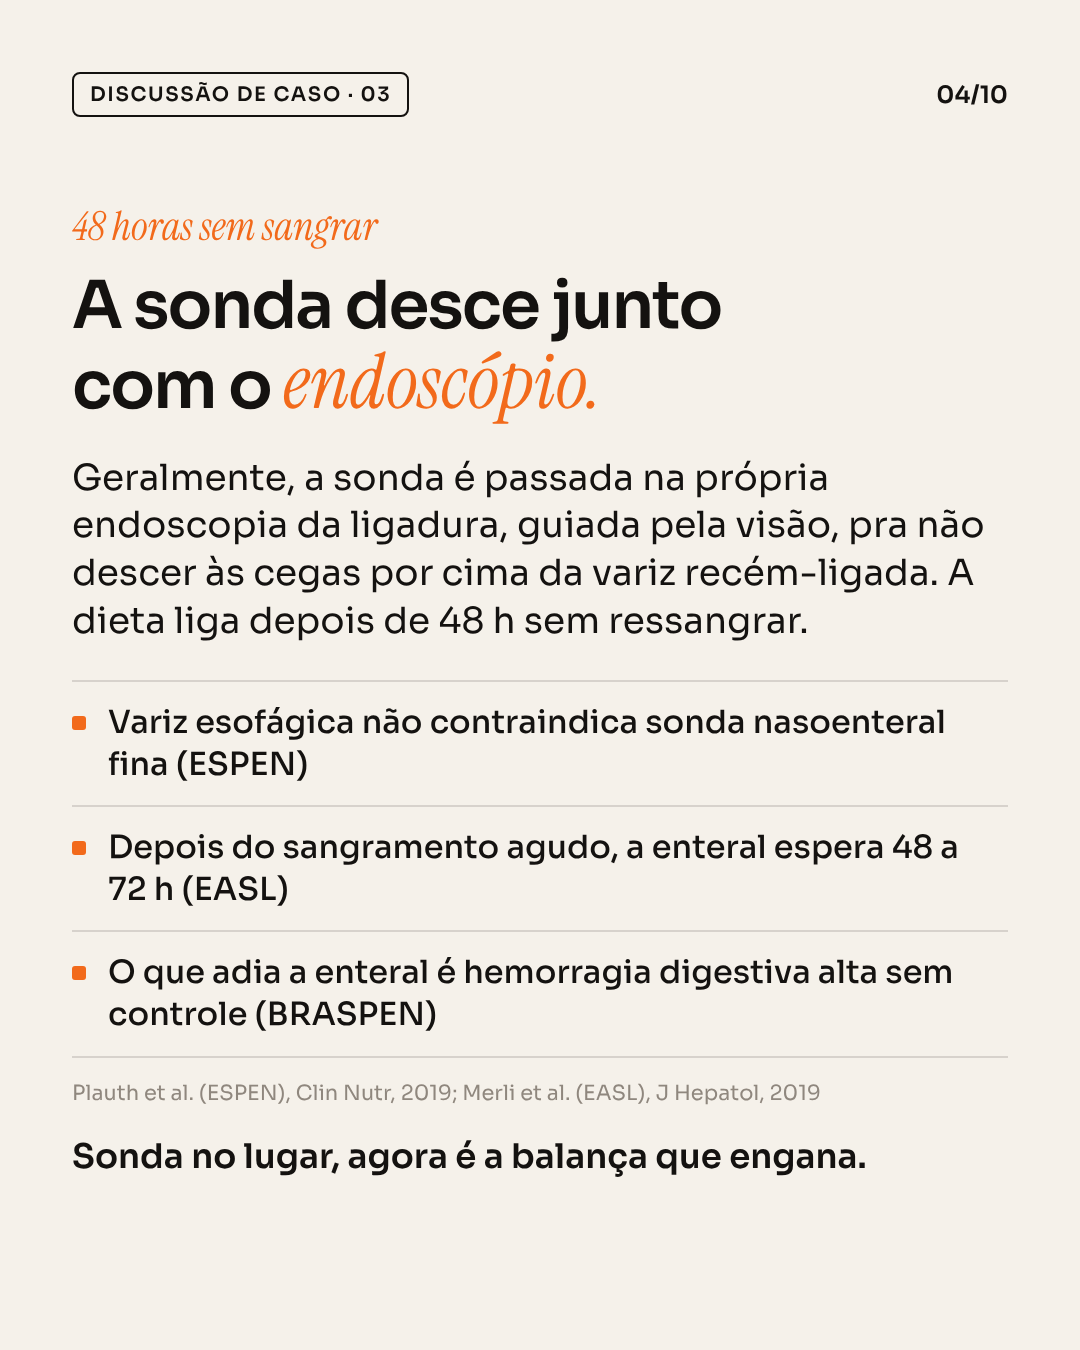 DISCUSSÃO DE CASO · 03
04/10
48 horas sem sangrar
A sonda desce junto
com o endoscópio.
Geralmente, a sonda é passada na própria
endoscopia da ligadura, guiada pela visão, pra não
descer às cegas por cima da variz recém-ligada. A
dieta liga depois de 48 h sem ressangrar.
Variz esofágica não contraindica sonda nasoenteral
fina (ESPEN)
Depois do sangramento agudo, a enteral espera 48 a
72 h (EASL)
O que adia a enteral é hemorragia digestiva alta sem
controle (BRASPEN)
Plauth et al. (ESPEN), Clin Nutr, 2019; Merli et al. (EASL), J Hepatol, 2019
Sonda no lugar, agora é a balança que engana.